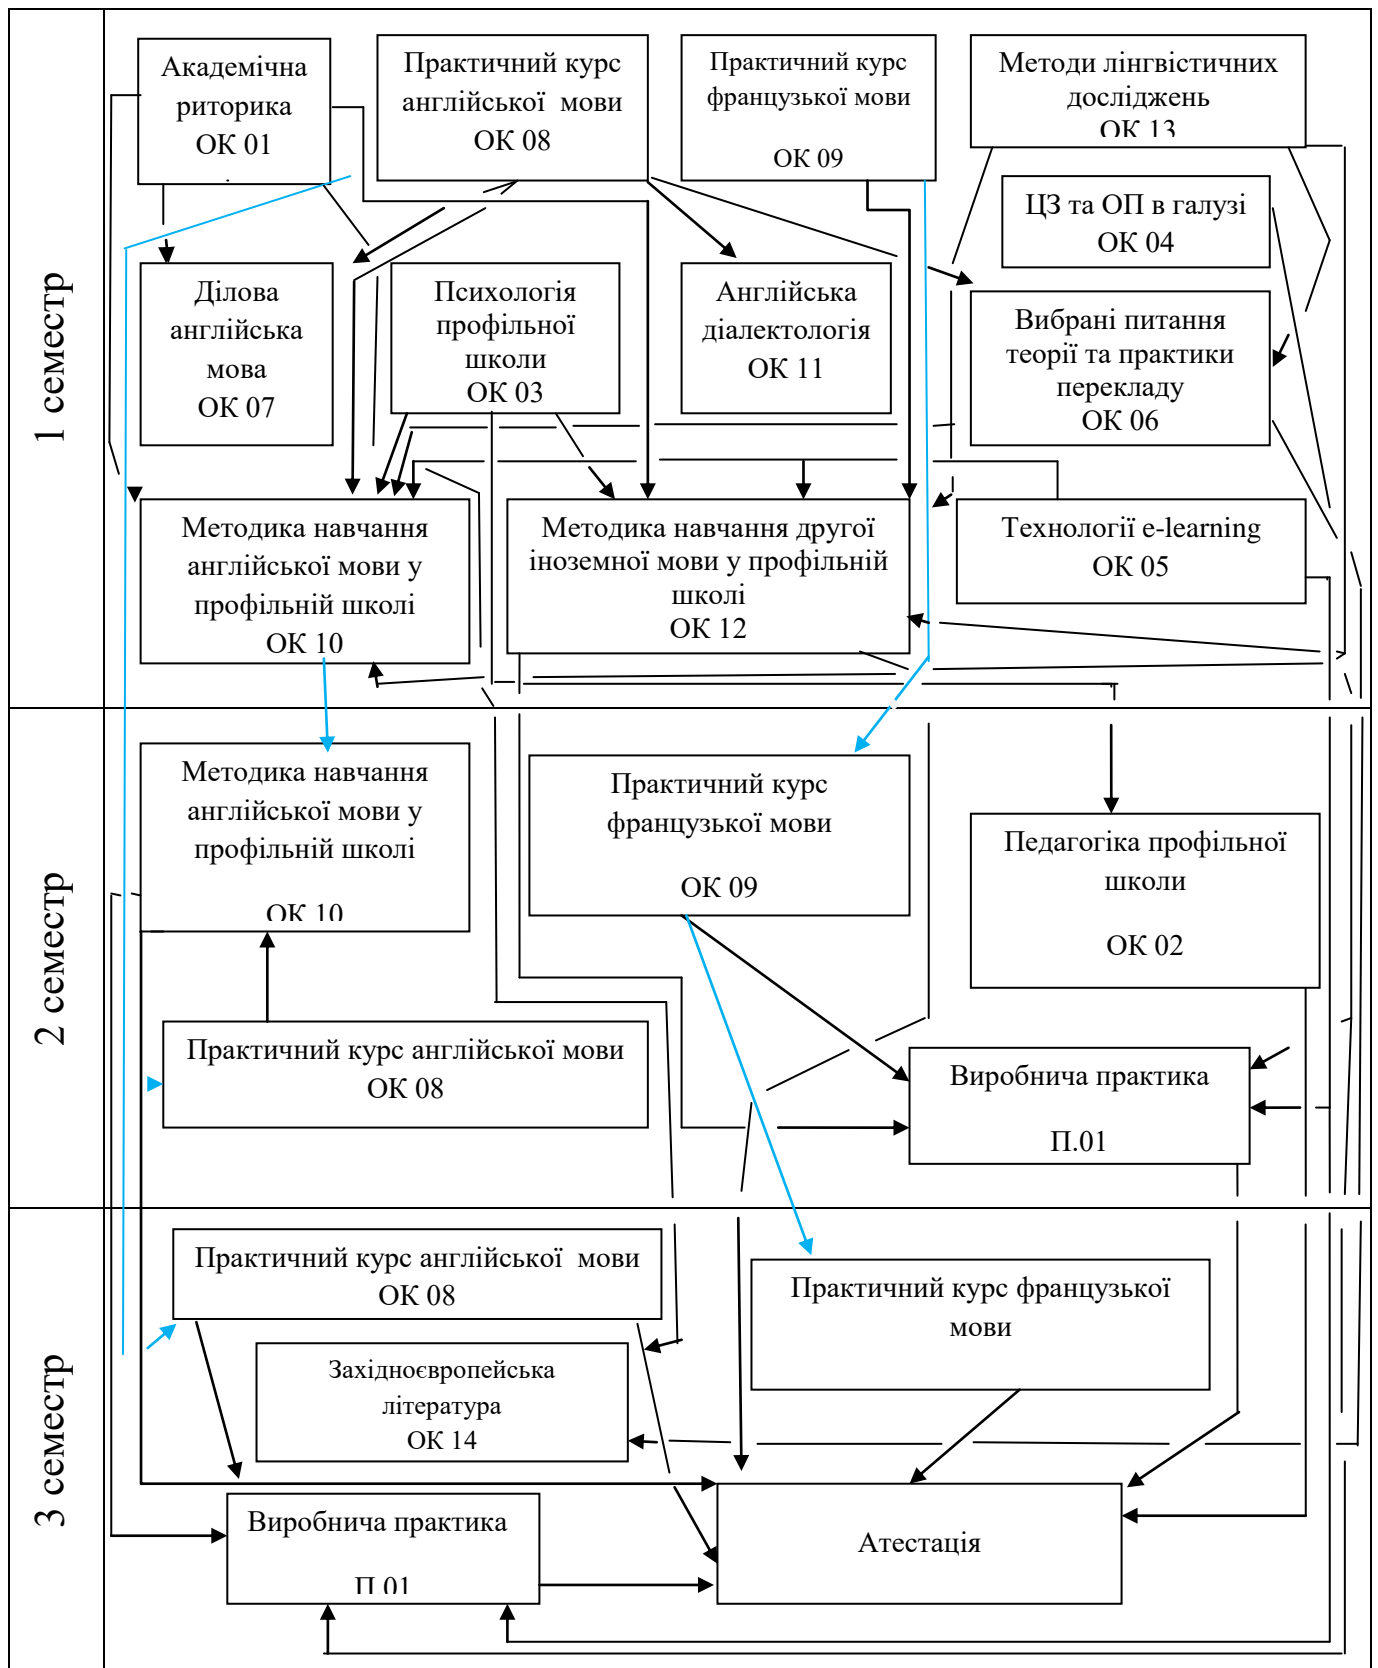 1 семестр
Академічна
риторика
ОК 01
Практичний курс
англійської мови
ОК 08
Практичний курс
французької мови
ОК 09
Методи лінгвістичних
досліджень
ОК 13
ЦЗ та ОП в галузі
ОК 04
Ділова
англійська
мова
ОК 07
Психологія
профільної
школи
ОК 03
Англійська
діалектологія
ОК 11
Вибрані питання
теорії та практики
перекладу
ОК 06
Методика навчання
англійської мови у
профільній школі
ОК 10
Методика навчання другої
іноземної мови у профільній
школі
ОК 12
Технології e-learning
ОК 05
2 семестр
Методика навчання
англійської мови у
профільній школі
ОК 10
Практичний курс
французької мови
ОК 09
Педагогіка профільної
школи
ОК 02
Практичний курс англійської мови
ОК 08
Виробнича практика
П.01
3 семестр
Практичний курс англійської мови
ОК 08
Практичний курс французької
мови
Західноєвропейська
література
ОК 14
Виробнича практика
П.01
Атестація